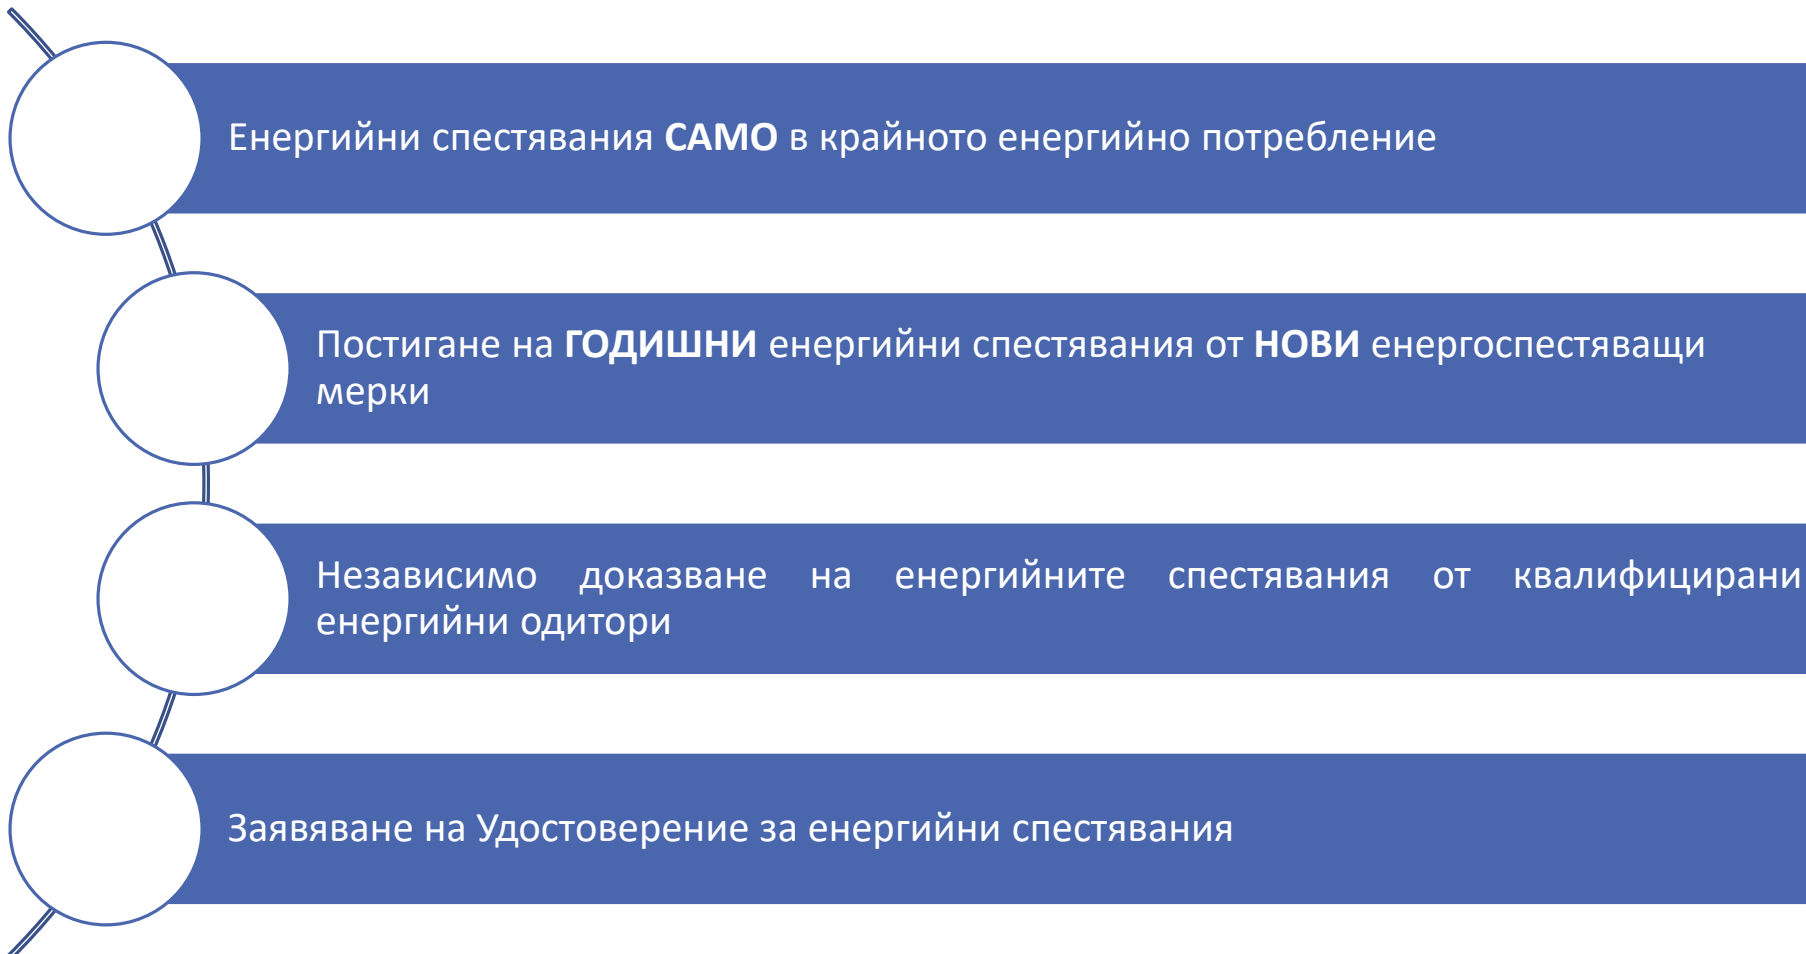 Енергийни спестявания САМО в крайното енергийно потребление
Постигане на ГОДИШНИ енергийни спестявания от НОВИ енергоспестяващи
мерки
Независимо доказване на енергийните спестявания от квалифицирани
енергийни одитори
Заявяване на Удостоверение за енергийни спестявания